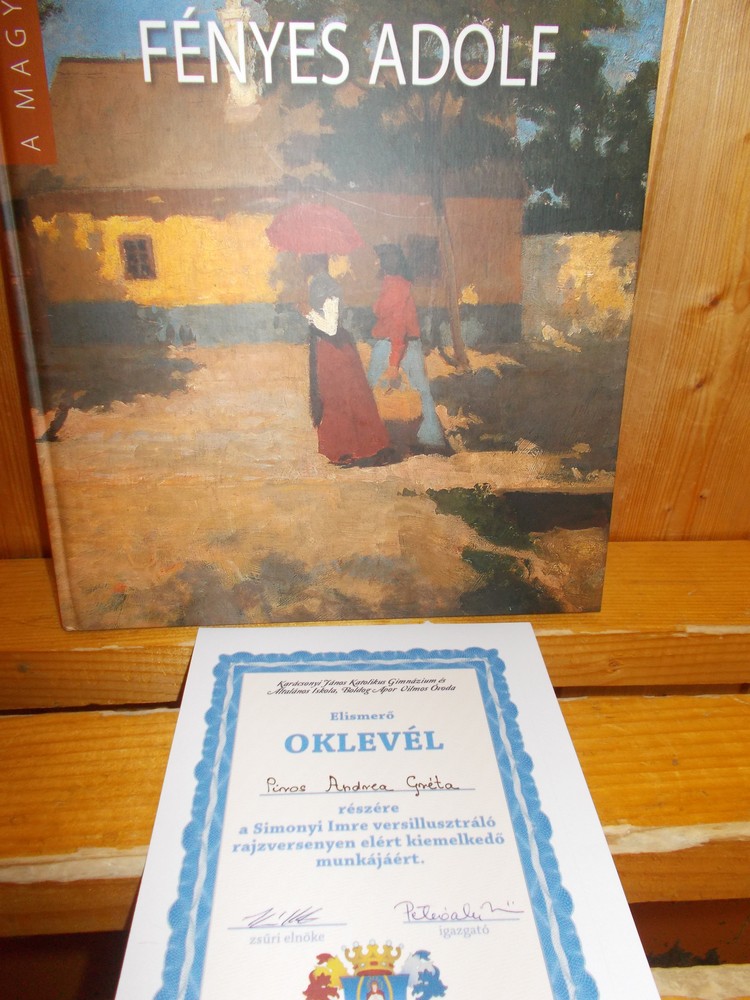 A MAGY
FÉNYES ADOLF
Karácsonyi János Katolikus Gimnázium és
Általános Iskola, Boldog Apor Vilmos Óvoda
Elismerő
OKLEVÉL
Piros Andrea Gréta
részére
a Simonyi Imre versillusztráló
rajzversenyen elért kiemelkedő
munkájáért.
zsűri elnöke
igazgató